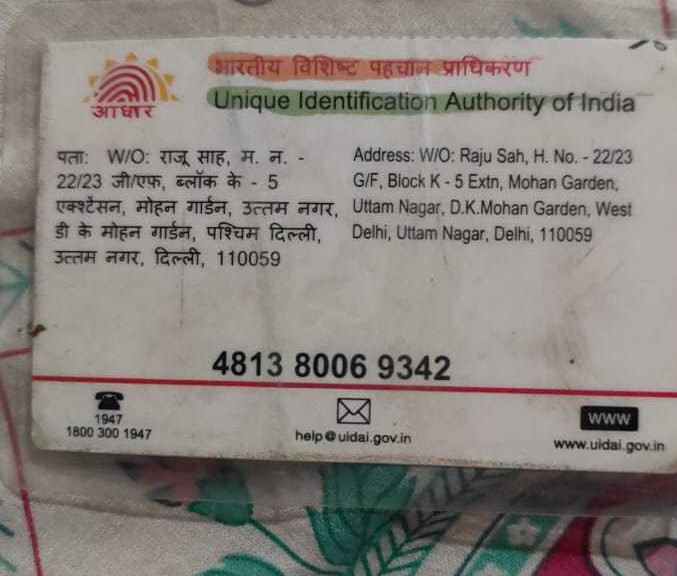 भारतीय विशिष्ट पहचान प्राधिकरण
Unique Identification Authority of India
आधार
पता: W/O: राजू साह, म. न. -
22/23 जी/एफ, ब्लॉक के - 5
एक्श्टेंसन, मोहन गार्डन, उत्तम नगर,
डी के मोहन गार्डन, पश्चिम दिल्ली,
उत्तम नगर, दिल्ली, 110059
Address: W/O: Raju Sah, H. No. - 22/23
G/F, Block K - 5 Extn, Mohan Garden,
Uttam Nagar, D.K.Mohan Garden, West
Delhi, Uttam Nagar, Delhi, 110059
4813 8006 9342
1947
1800 300 1947
help@uidai.gov.in
WWW
www.uidai.gov.in